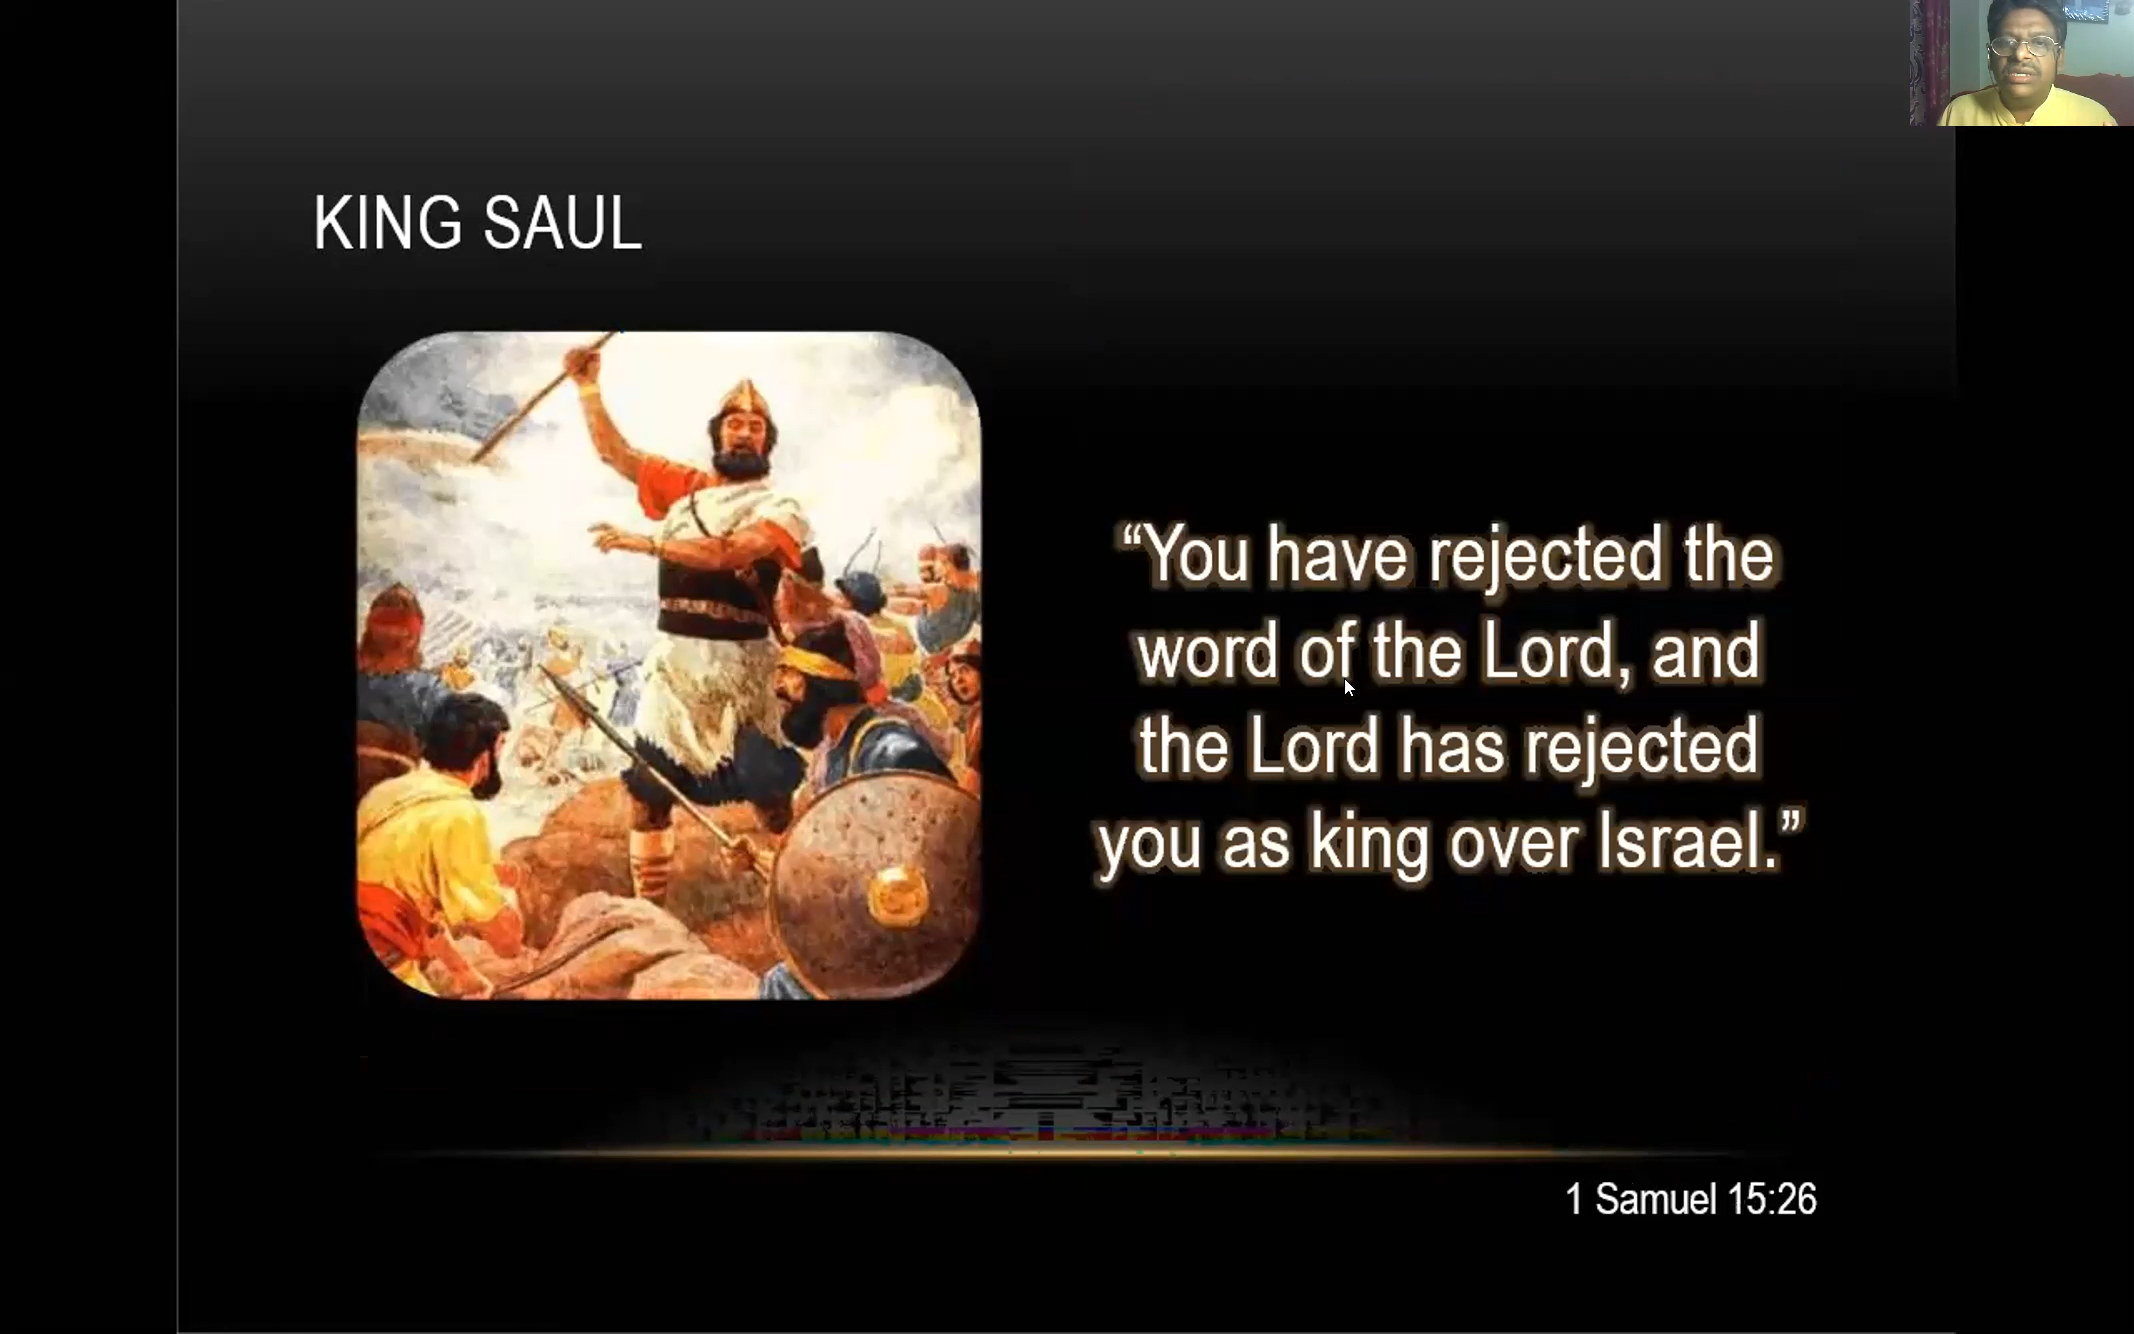 KING SAUL
“You have rejected the
word of the Lord, and
the Lord has rejected
you as king over Israel.”
1 Samuel 15:26